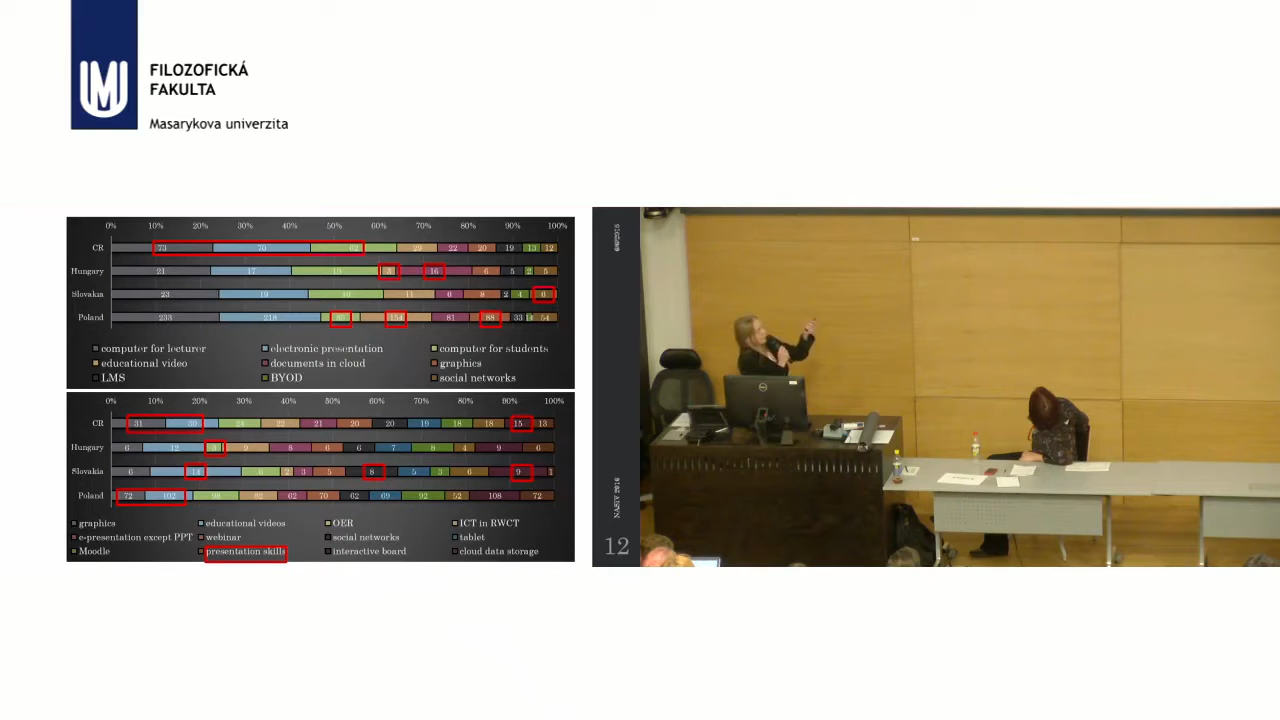 FILOZOFICKÁ
FAKULTA
Masarykova univerzita
0% 10% 20% 30% 40% 50% 60% 70% 80% 90% 100%
CR 73 70 62 29 22 20 19 13 12
Hungary 21 17 19 3 16 6 5 2 5
Slovakia 23 19 16 11 6 8 2 4 6
Poland 233 218 154 81 88 33 14 54
computer for lecturer electronic presentation computer for students
educational video documents in cloud graphics
LMS BYOD social networks
0% 10% 20% 30% 40% 50% 60% 70% 80% 90% 100%
CR 31 30 24 22 21 20 20 19 18 18 15 13
Hungary 6 12 3 9 8 6 6 7 8 4 9 6
Slovakia 6 14 6 2 3 5 8 5 3 6 9 1
Poland 72 102 98 82 62 70 62 69 92 52 108 72
graphics educational videos OER ICT in RWCT
e-presentation except PPT webinar social networks tablet
Moodle presentation skills interactive board cloud data storage
12
DELL